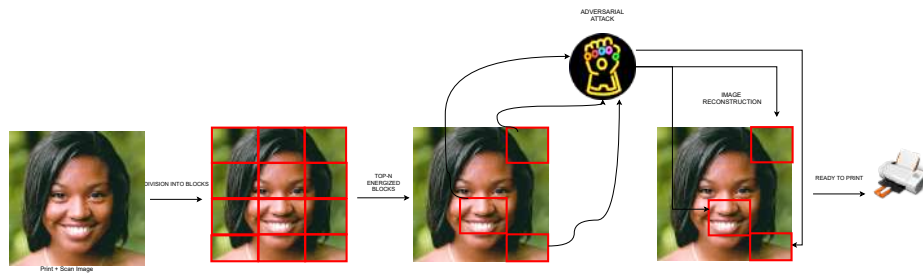 ADVERSARIAL
ATTACK
IMAGE
RECONSTRUCTION
DIVISION INTO BLOCKS
TOP-N
ENERGIZED
BLOCKS
READY TO PRINT
Print + Scan Image